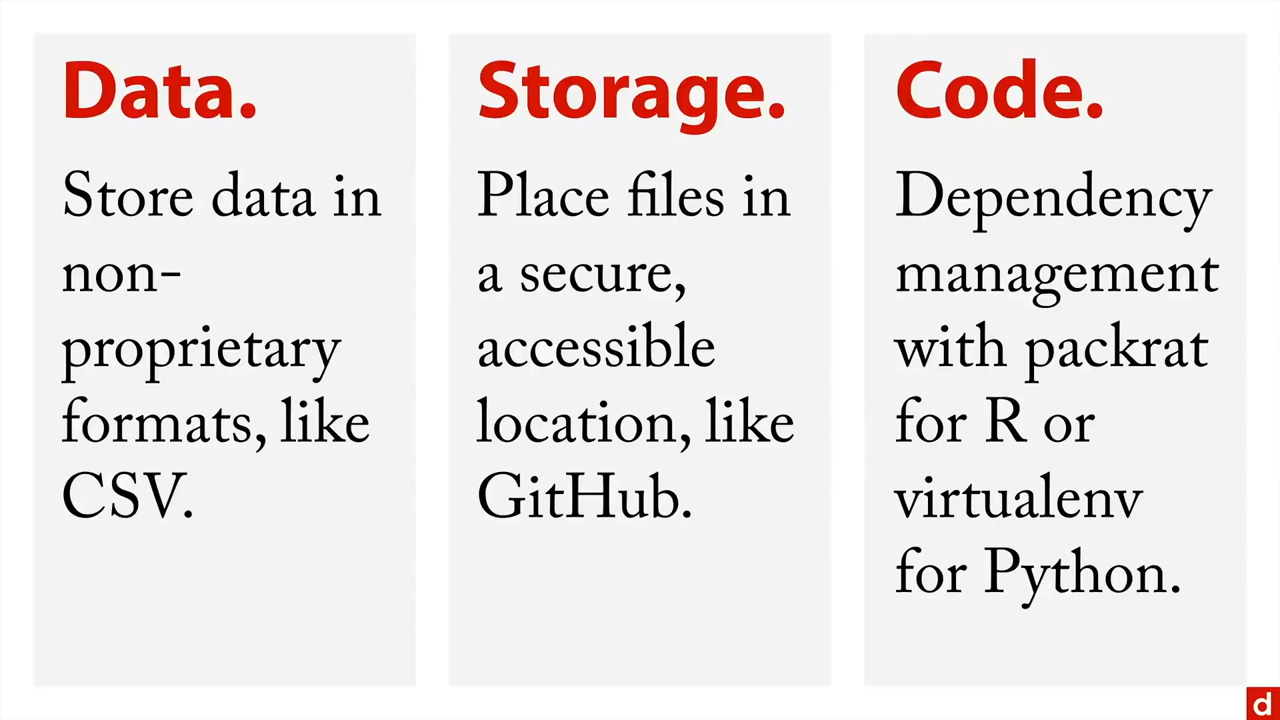 Data.
Store data in
non-
proprietary
formats, like
CSV.
Storage.
Place files in
a secure,
accessible
location, like
GitHub.
Code.
Dependency
management
with packrat
for R or
virtualenv
for Python.
d